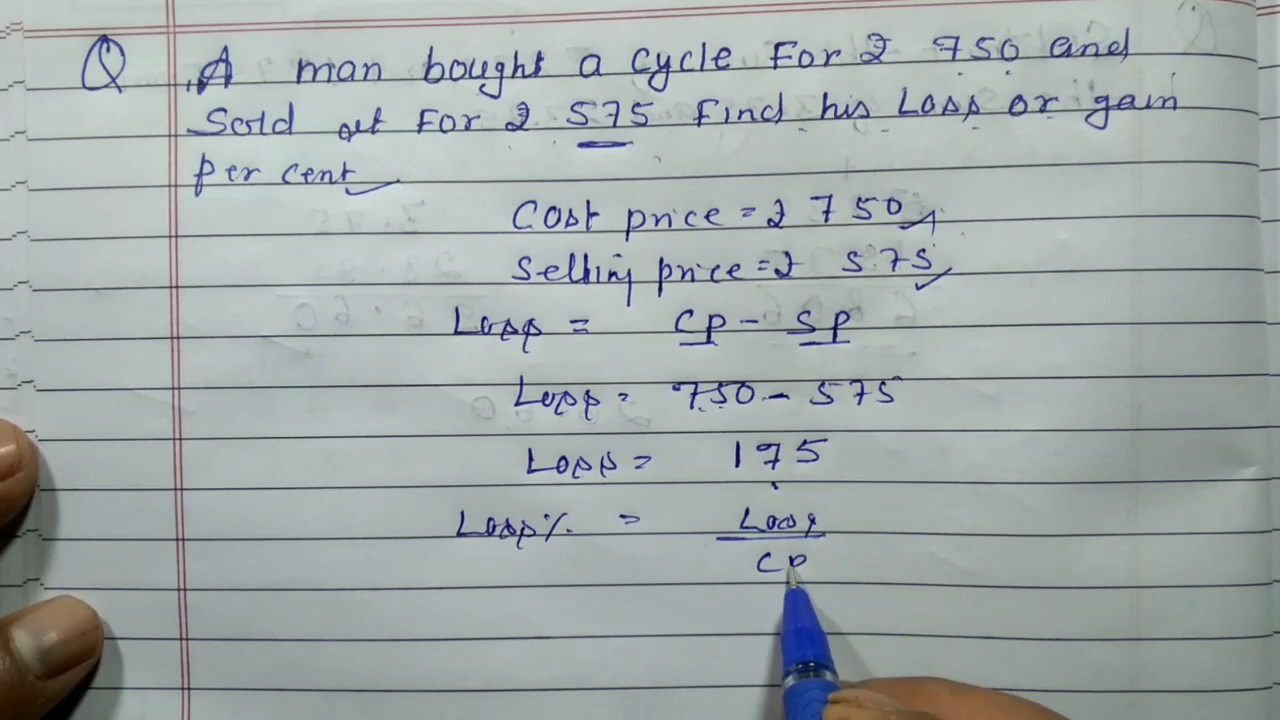 Q A man bought a cycle For ₹ 750 and
Sold at For ₹ 575 Find his Loss or gain
per cent
Cost price = ₹ 750
Selling price = ₹ 575
Loss = CP - SP
Loss = 750 - 575
Loss = 175
Loss% = Loss
CP